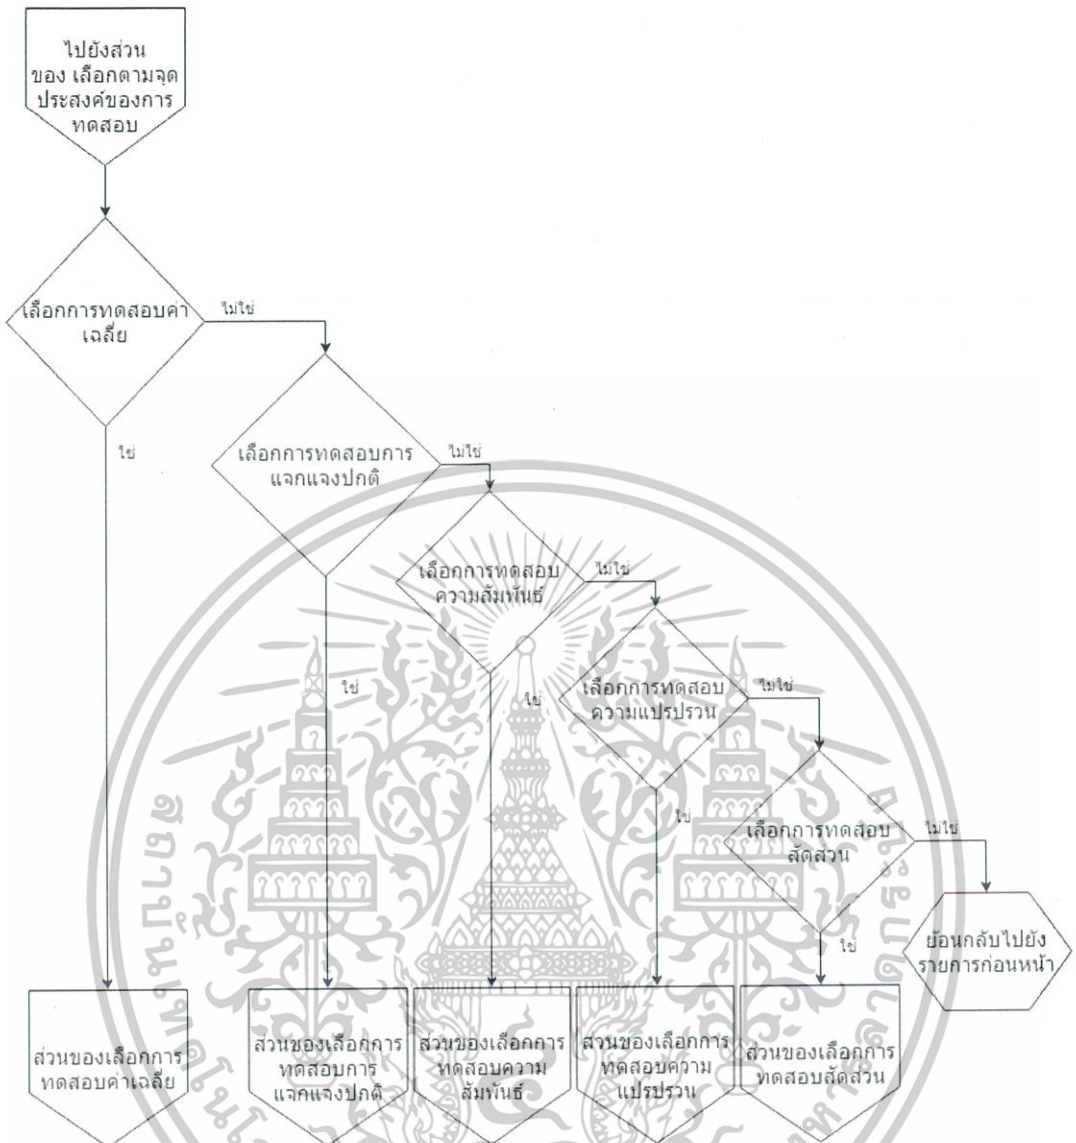 ไปยังส่วน
ของ เลือกตามจุด
ประสงค์ของการ
ทดสอบ
เลือกการทดสอบค่า
เฉลี่ย
ไม่ใช่
ใช่
เลือกการทดสอบการ
แจกแจงปกติ
ไม่ใช่
ใช่
เลือกการทดสอบ
ความสัมพันธ์
ไม่ใช่
ใช่
เลือกการทดสอบ
ความแปรปรวน
ไม่ใช่
ใช่
เลือกการทดสอบ
สัดส่วน
ไม่ใช่
ใช่
ย้อนกลับไปยัง
รายการก่อนหน้า
ส่วนของเลือกการ
ทดสอบค่าเฉลี่ย
ส่วนของเลือกการ
ทดสอบการ
แจกแจงปกติ
ส่วนของเลือกการ
ทดสอบความ
สัมพันธ์
ส่วนของเลือกการ
ทดสอบความ
แปรปรวน
ส่วนของเลือกการ
ทดสอบสัดส่วน
สถาบันเทคโนโ